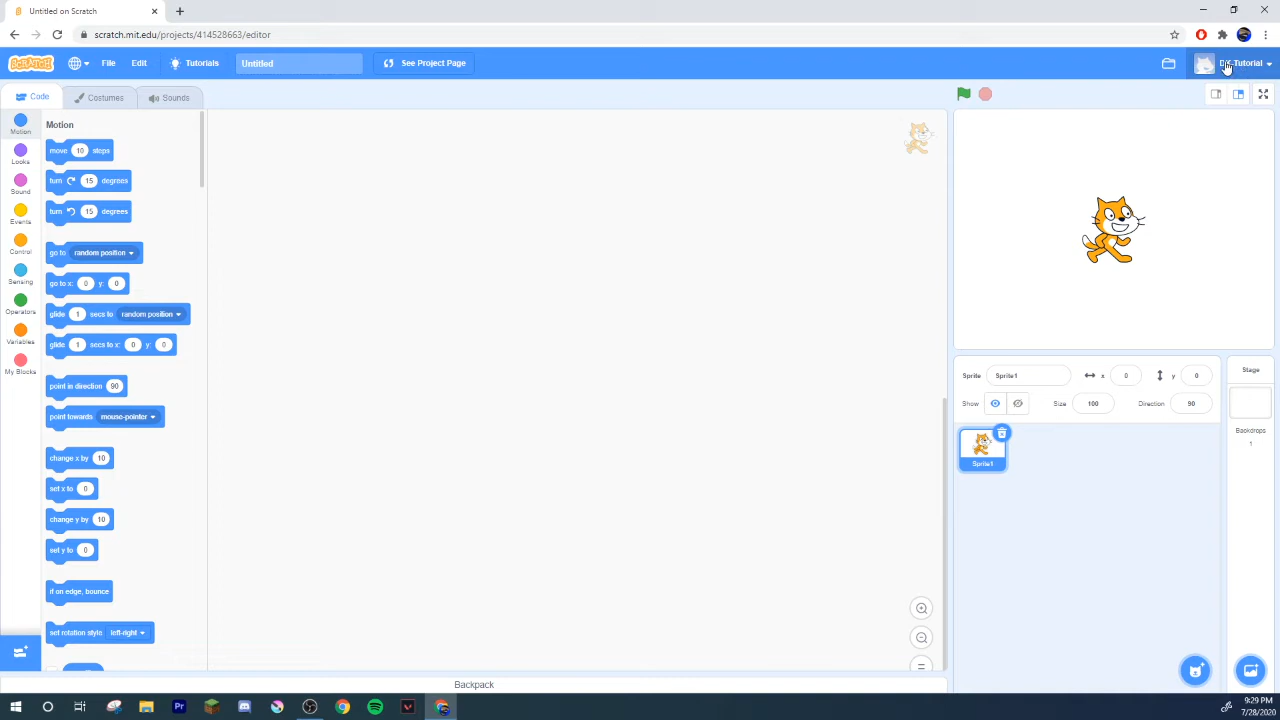 Untitled on Scratch
scratch.mit.edu/projects/414528663/editor
SCRATCH
File
Edit
Tutorials
Untitled
See Project Page
Tutorial
Code
Costumes
Sounds
Motion
Looks
Sound
Events
Control
Sensing
Operators
Variables
My Blocks
Motion
move 10 steps
turn 15 degrees
turn 15 degrees
go to random position
go to x: 0 y: 0
glide 1 secs to random position
glide 1 secs to x: 0 y: 0
point in direction 90
point towards mouse-pointer
change x by 10
set x to 0
change y by 10
set y to 0
if on edge, bounce
set rotation style left-right
Sprite Sprite1 x 0 y 0
Show Size 100 Direction 90
Sprite1
Stage
Backdrops
1
Backpack
Pr
9:29 PM
7/28/2020